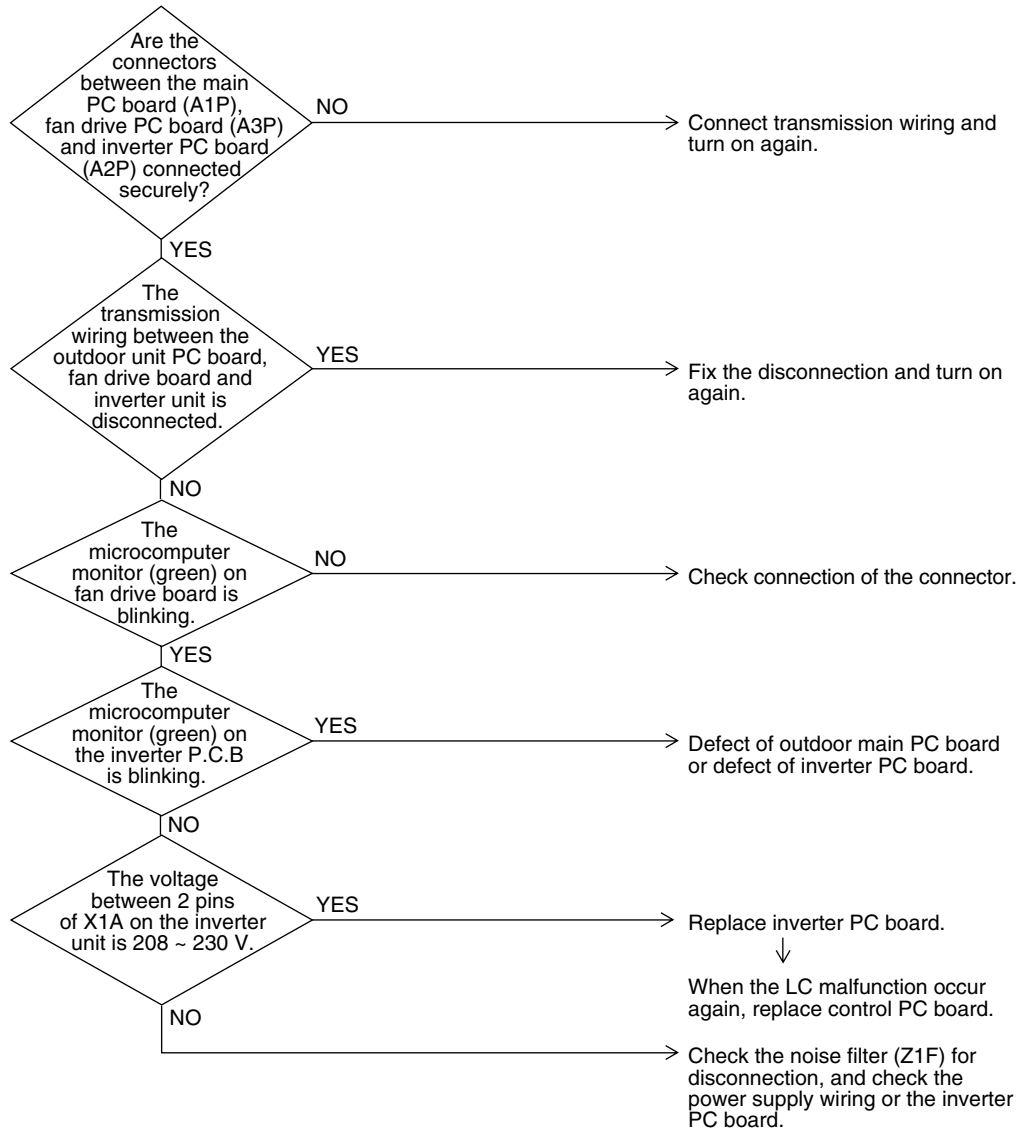 Are the
connectors
between the main
PC board (A1P),
fan drive PC board (A3P)
and inverter PC board
(A2P) connected
securely?
NO
Connect transmission wiring and
turn on again.
YES
The
transmission
wiring between the
outdoor unit PC board,
fan drive board and
inverter unit is
disconnected.
YES
Fix the disconnection and turn on
again.
NO
The
microcomputer
monitor (green) on
fan drive board is
blinking.
NO
Check connection of the connector.
YES
The
microcomputer
monitor (green) on
the inverter P.C.B
is blinking.
YES
Defect of outdoor main PC board
or defect of inverter PC board.
NO
The voltage
between 2 pins
of X1A on the inverter
unit is 208 ~ 230 V.
YES
Replace inverter PC board.
When the LC malfunction occur
again, replace control PC board.
NO
Check the noise filter (Z1F) for
disconnection, and check the
power supply wiring or the inverter
PC board.